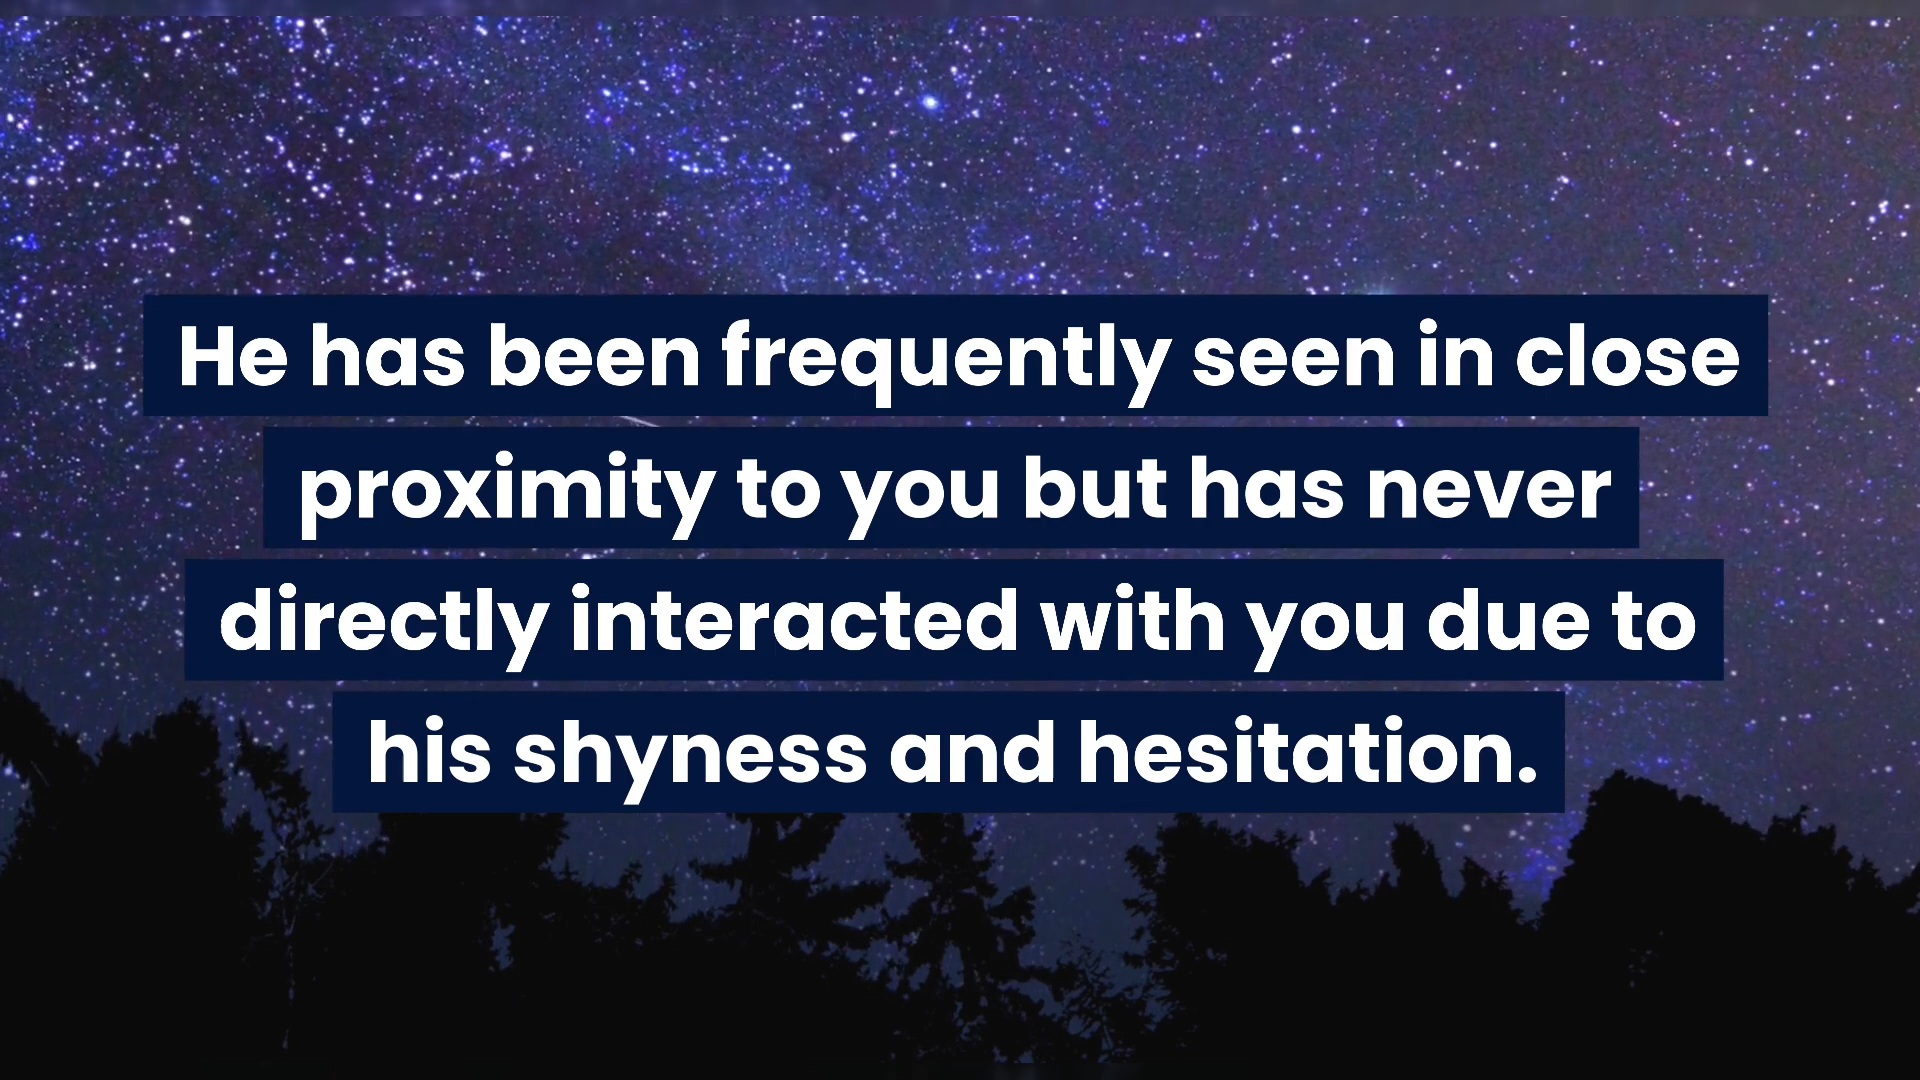 He has been frequently seen in close
proximity to you but has never
directly interacted with you due to
his shyness and hesitation.